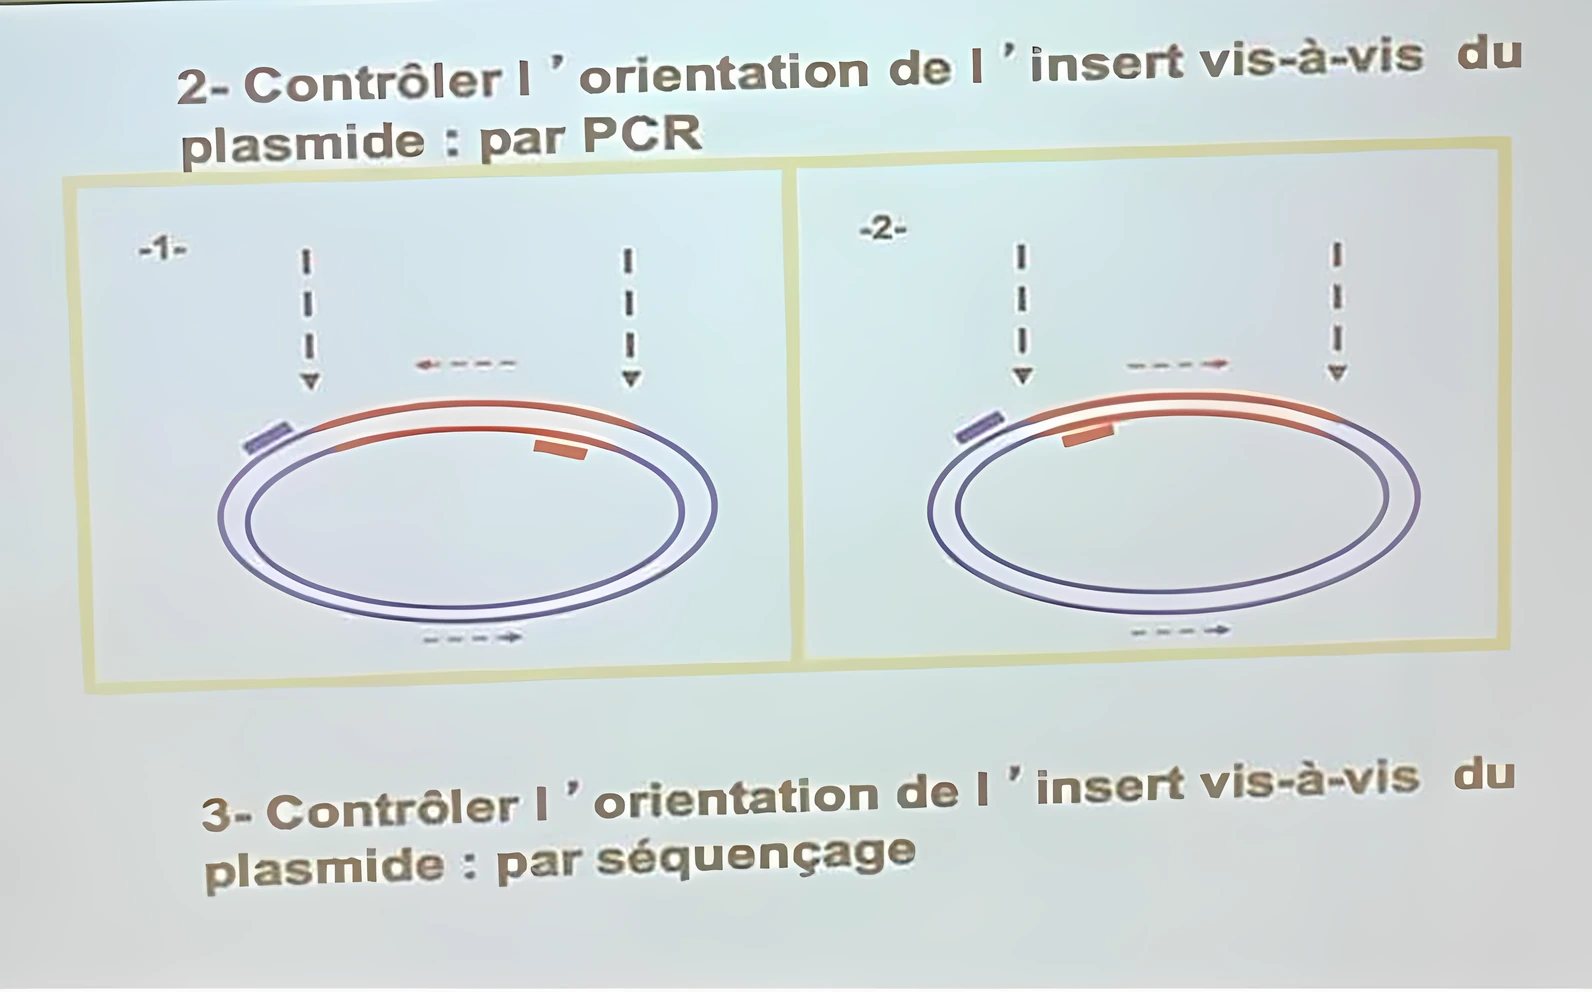 2- Contrôler l ’ orientation de l ’ insert vis-à-vis du
plasmide : par PCR
-1-
-2-
3- Contrôler l ’ orientation de l ’ insert vis-à-vis du
plasmide : par séquençage